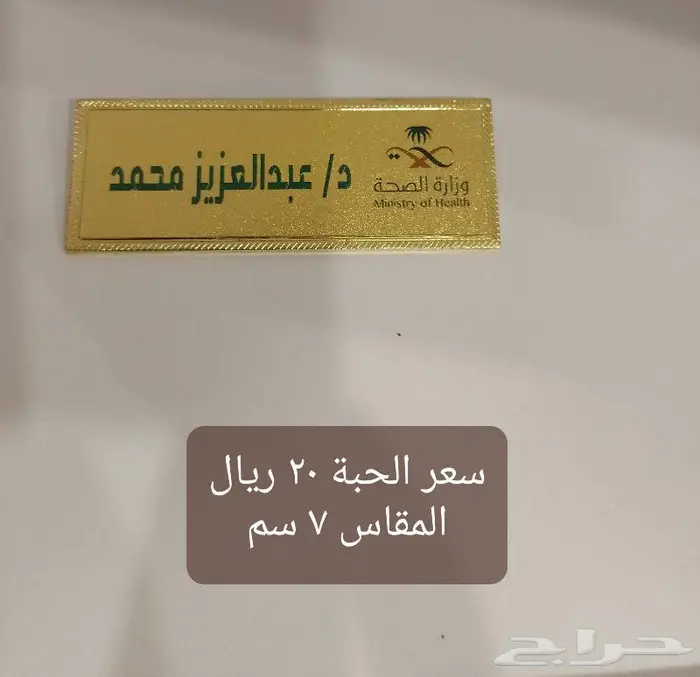 د/ عبدالعزيز محمد
وزارة الصحة
Ministry of Health
سعر الحبة ٢٠ ريال
المقاس ٧ سم
حراج